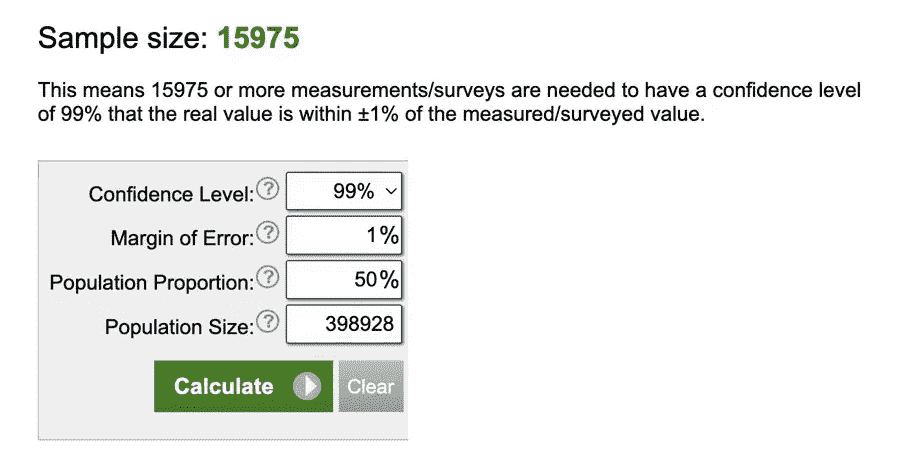 Sample size: 15975
This means 15975 or more measurements/surveys are needed to have a confidence level
of 99% that the real value is within ±1% of the measured/surveyed value.
Confidence Level: ? 99%
Margin of Error: ? 1%
Population Proportion: ? 50%
Population Size: ? 398928
Calculate Clear